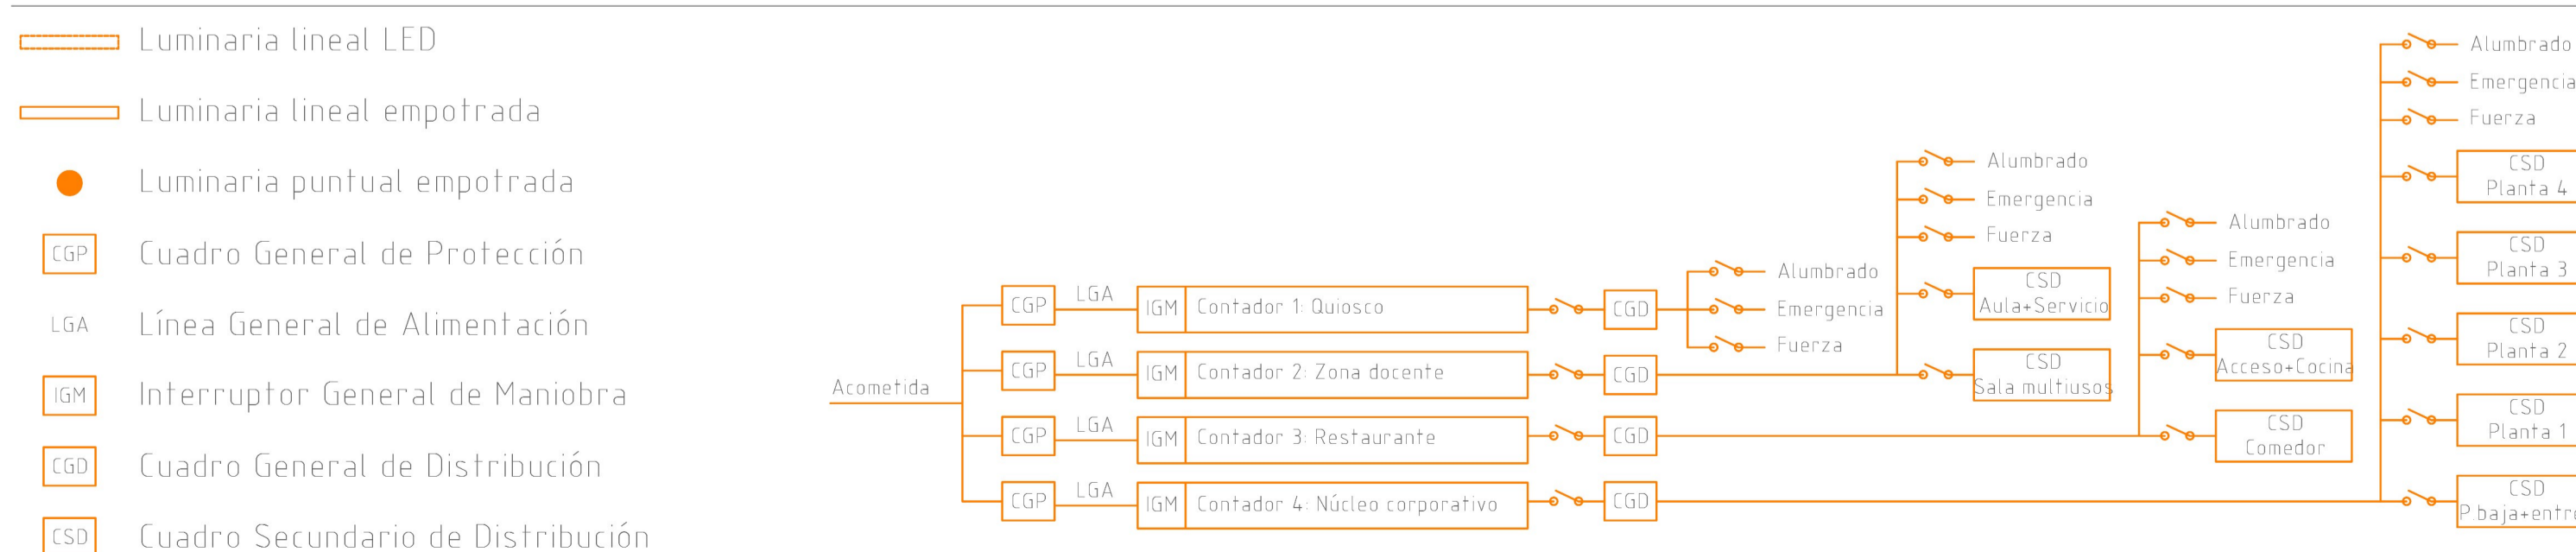 Luminaria lineal LED
Luminaria lineal empotrada
Luminaria puntual empotrada
CGP Cuadro General de Protección
LGA Línea General de Alimentación
IGM Interruptor General de Maniobra
CGD Cuadro General de Distribución
CSD Cuadro Secundario de Distribución
Acometida
CGP LGA IGM Contador 1: Quiosco CGD
Alumbrado
Emergencia
Fuerza
CGP LGA IGM Contador 2: Zona docente CGD
Alumbrado
Emergencia
Fuerza
CSD
Aula+Servicio
CSD
Sala multiusos
CGP LGA IGM Contador 3: Restaurante CGD
Alumbrado
Emergencia
Fuerza
CSD
Acceso+Cocina
CSD
Comedor
CGP LGA IGM Contador 4: Núcleo corporativo CGD
Alumbrado
Emergencia
Fuerza
CSD
Planta 4
CSD
Planta 3
CSD
Planta 2
CSD
Planta 1
CSD
P.baja+entre